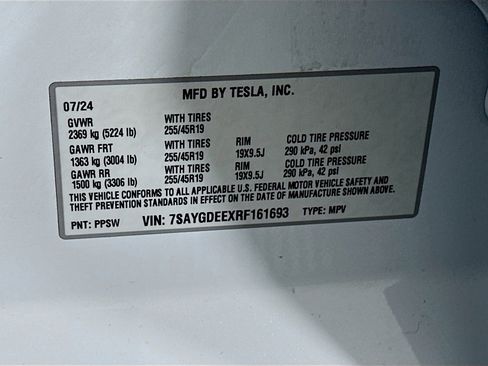 MFD BY TESLA, INC.
07/24
GVWR WITH TIRES
2369 kg (5224 lb) 255/45R19
GAWR FRT WITH TIRES RIM COLD TIRE PRESSURE
1363 kg (3004 lb) 255/45R19 19X9.5J 290 kPa, 42 psi
GAWR RR WITH TIRES RIM COLD TIRE PRESSURE
1500 kg (3306 lb) 255/45R19 19X9.5J 290 kPa, 42 psi
THIS VEHICLE CONFORMS TO ALL APPLICABLE U.S. FEDERAL MOTOR VEHICLE SAFETY AND
THEFT PREVENTION STANDARDS IN EFFECT ON THE DATE OF MANUFACTURE SHOWN ABOVE.
PNT: PPSW VIN: 7SAYGDEEXRF161693 TYPE: MPV